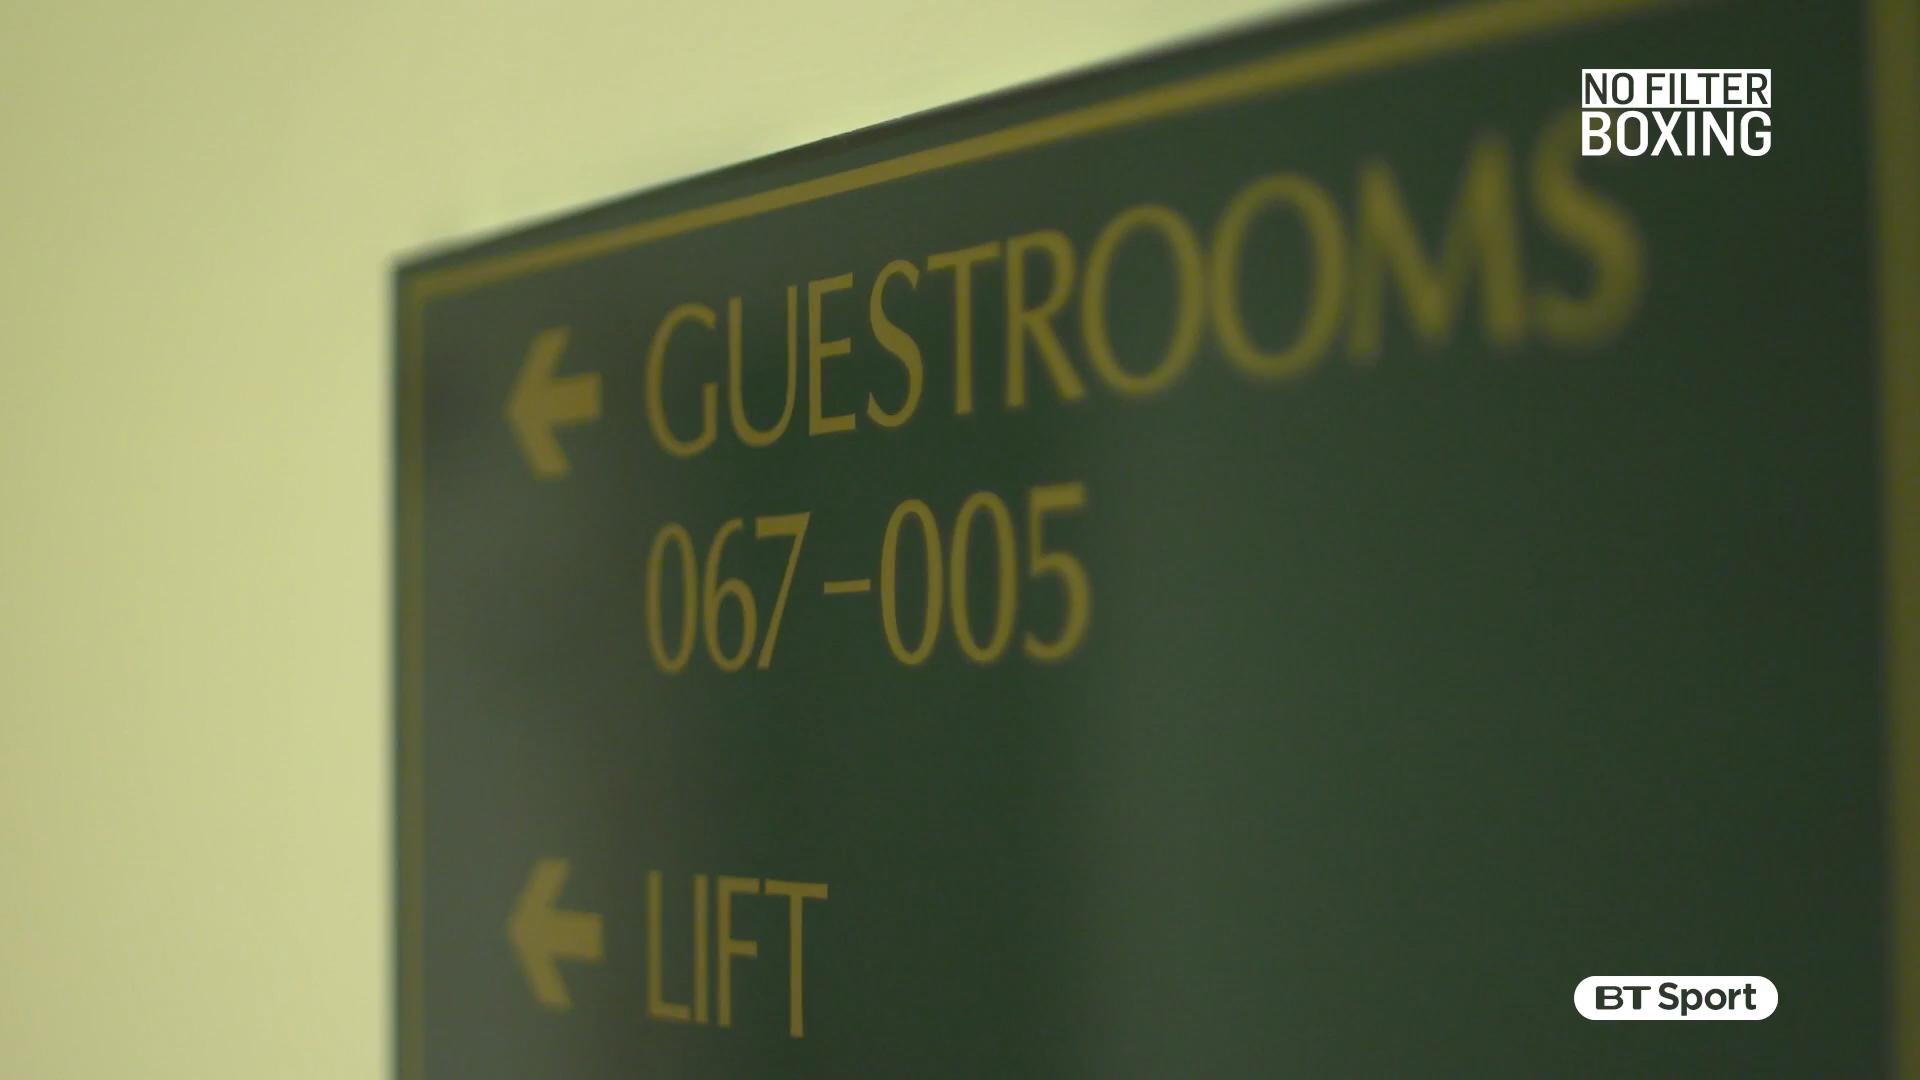 NO FILTER
BOXING
GUESTROOMS
067-005
LIFT
BT Sport